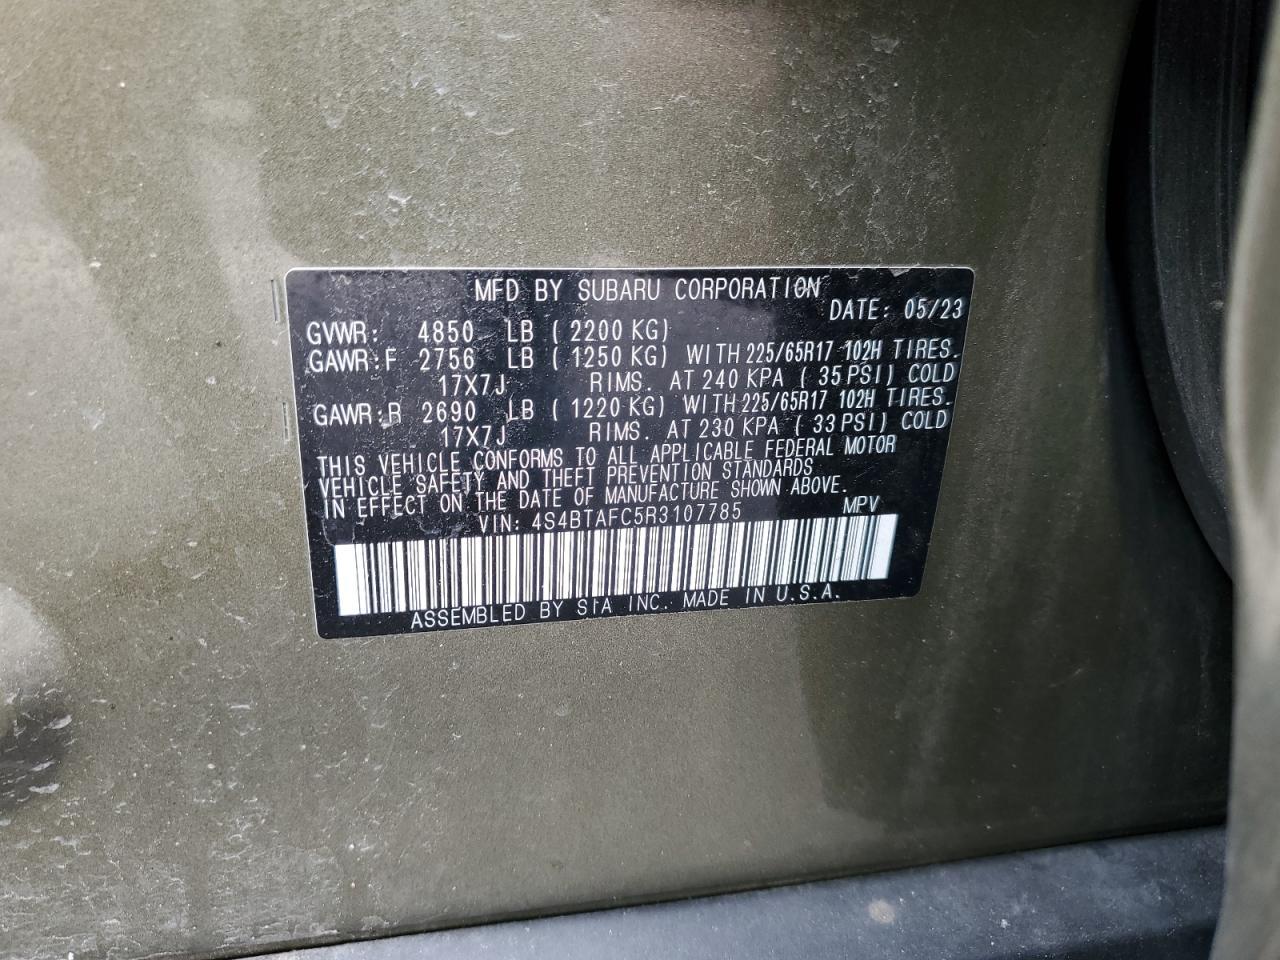 MFD BY SUBARU CORPORATION
DATE: 05/23
GVWR: 4850 LB ( 2200 KG)
GAWR:F 2756 LB ( 1250 KG) WITH 225/65R17 102H TIRES.
17X7J RIMS. AT 240 KPA ( 35 PSI) COLD
GAWR:R 2690 LB ( 1220 KG) WITH 225/65R17 102H TIRES.
17X7J RIMS. AT 230 KPA ( 33 PSI) COLD
THIS VEHICLE CONFORMS TO ALL APPLICABLE FEDERAL MOTOR
VEHICLE SAFETY AND THEFT PREVENTION STANDARDS
IN EFFECT ON THE DATE OF MANUFACTURE SHOWN ABOVE.
VIN: 4S4BTAFC5R3107785 MPV
ASSEMBLED BY SIA INC. MADE IN U.S.A.